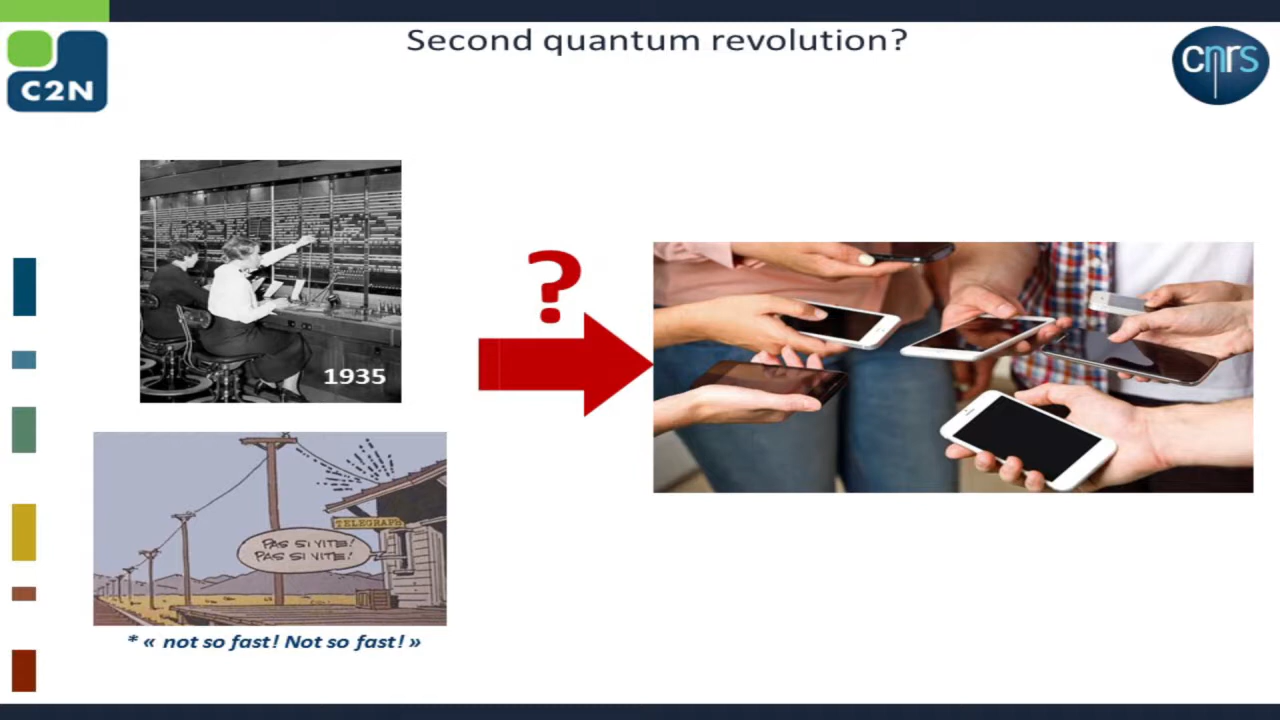 Second quantum revolution?
C2N
cnrs
1935
?
TELEGRAPH
PAS SI VITE!
PAS SI VITE!
* « not so fast! Not so fast! »